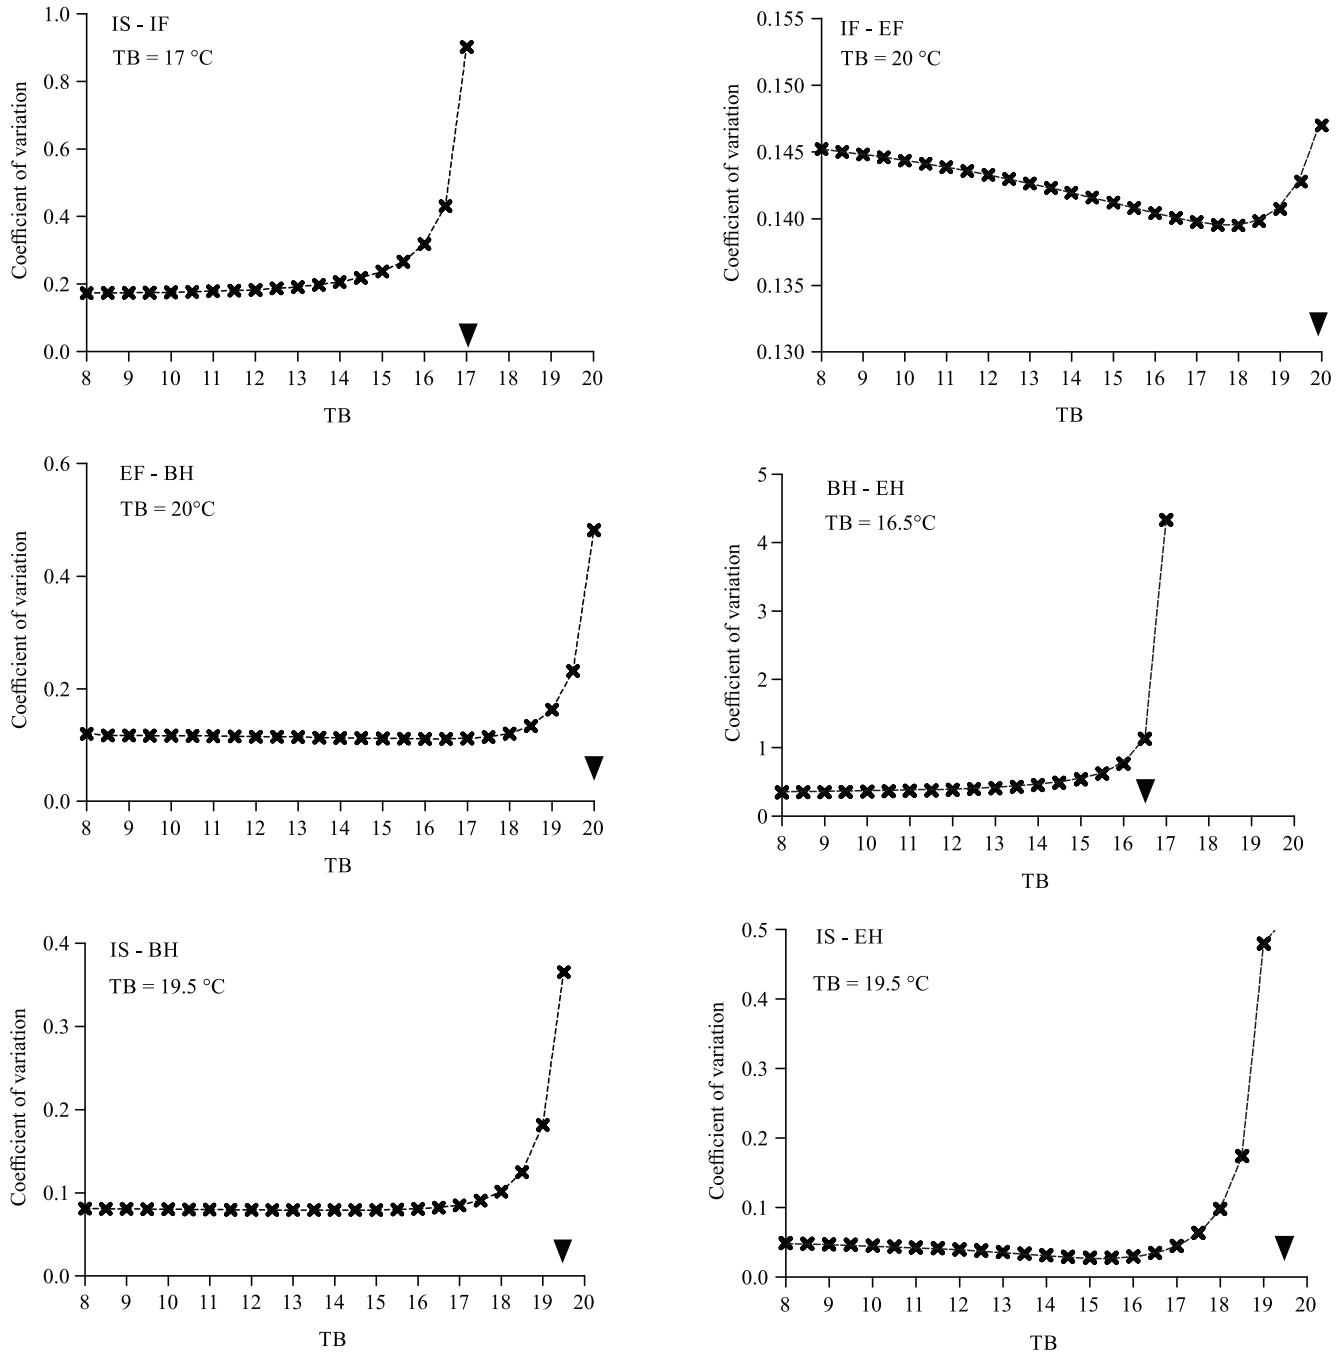 IS - IF
TB = 17 °C
Coefficient of variation
1.0
0.8
0.6
0.4
0.2
0.0
8 9 10 11 12 13 14 15 16 17 18 19 20
TB
IF - EF
TB = 20 °C
Coefficient of variation
0.155
0.150
0.145
0.140
0.135
0.130
8 9 10 11 12 13 14 15 16 17 18 19 20
TB
EF - BH
TB = 20°C
Coefficient of variation
0.6
0.4
0.2
0.0
8 9 10 11 12 13 14 15 16 17 18 19 20
TB
BH - EH
TB = 16.5°C
Coefficient of variation
5
4
3
2
1
0
8 9 10 11 12 13 14 15 16 17 18 19 20
TB
IS - BH
TB = 19.5 °C
Coefficient of variation
0.4
0.3
0.2
0.1
0.0
8 9 10 11 12 13 14 15 16 17 18 19 20
TB
IS - EH
TB = 19.5 °C
Coefficient of variation
0.5
0.4
0.3
0.2
0.1
0.0
8 9 10 11 12 13 14 15 16 17 18 19 20
TB